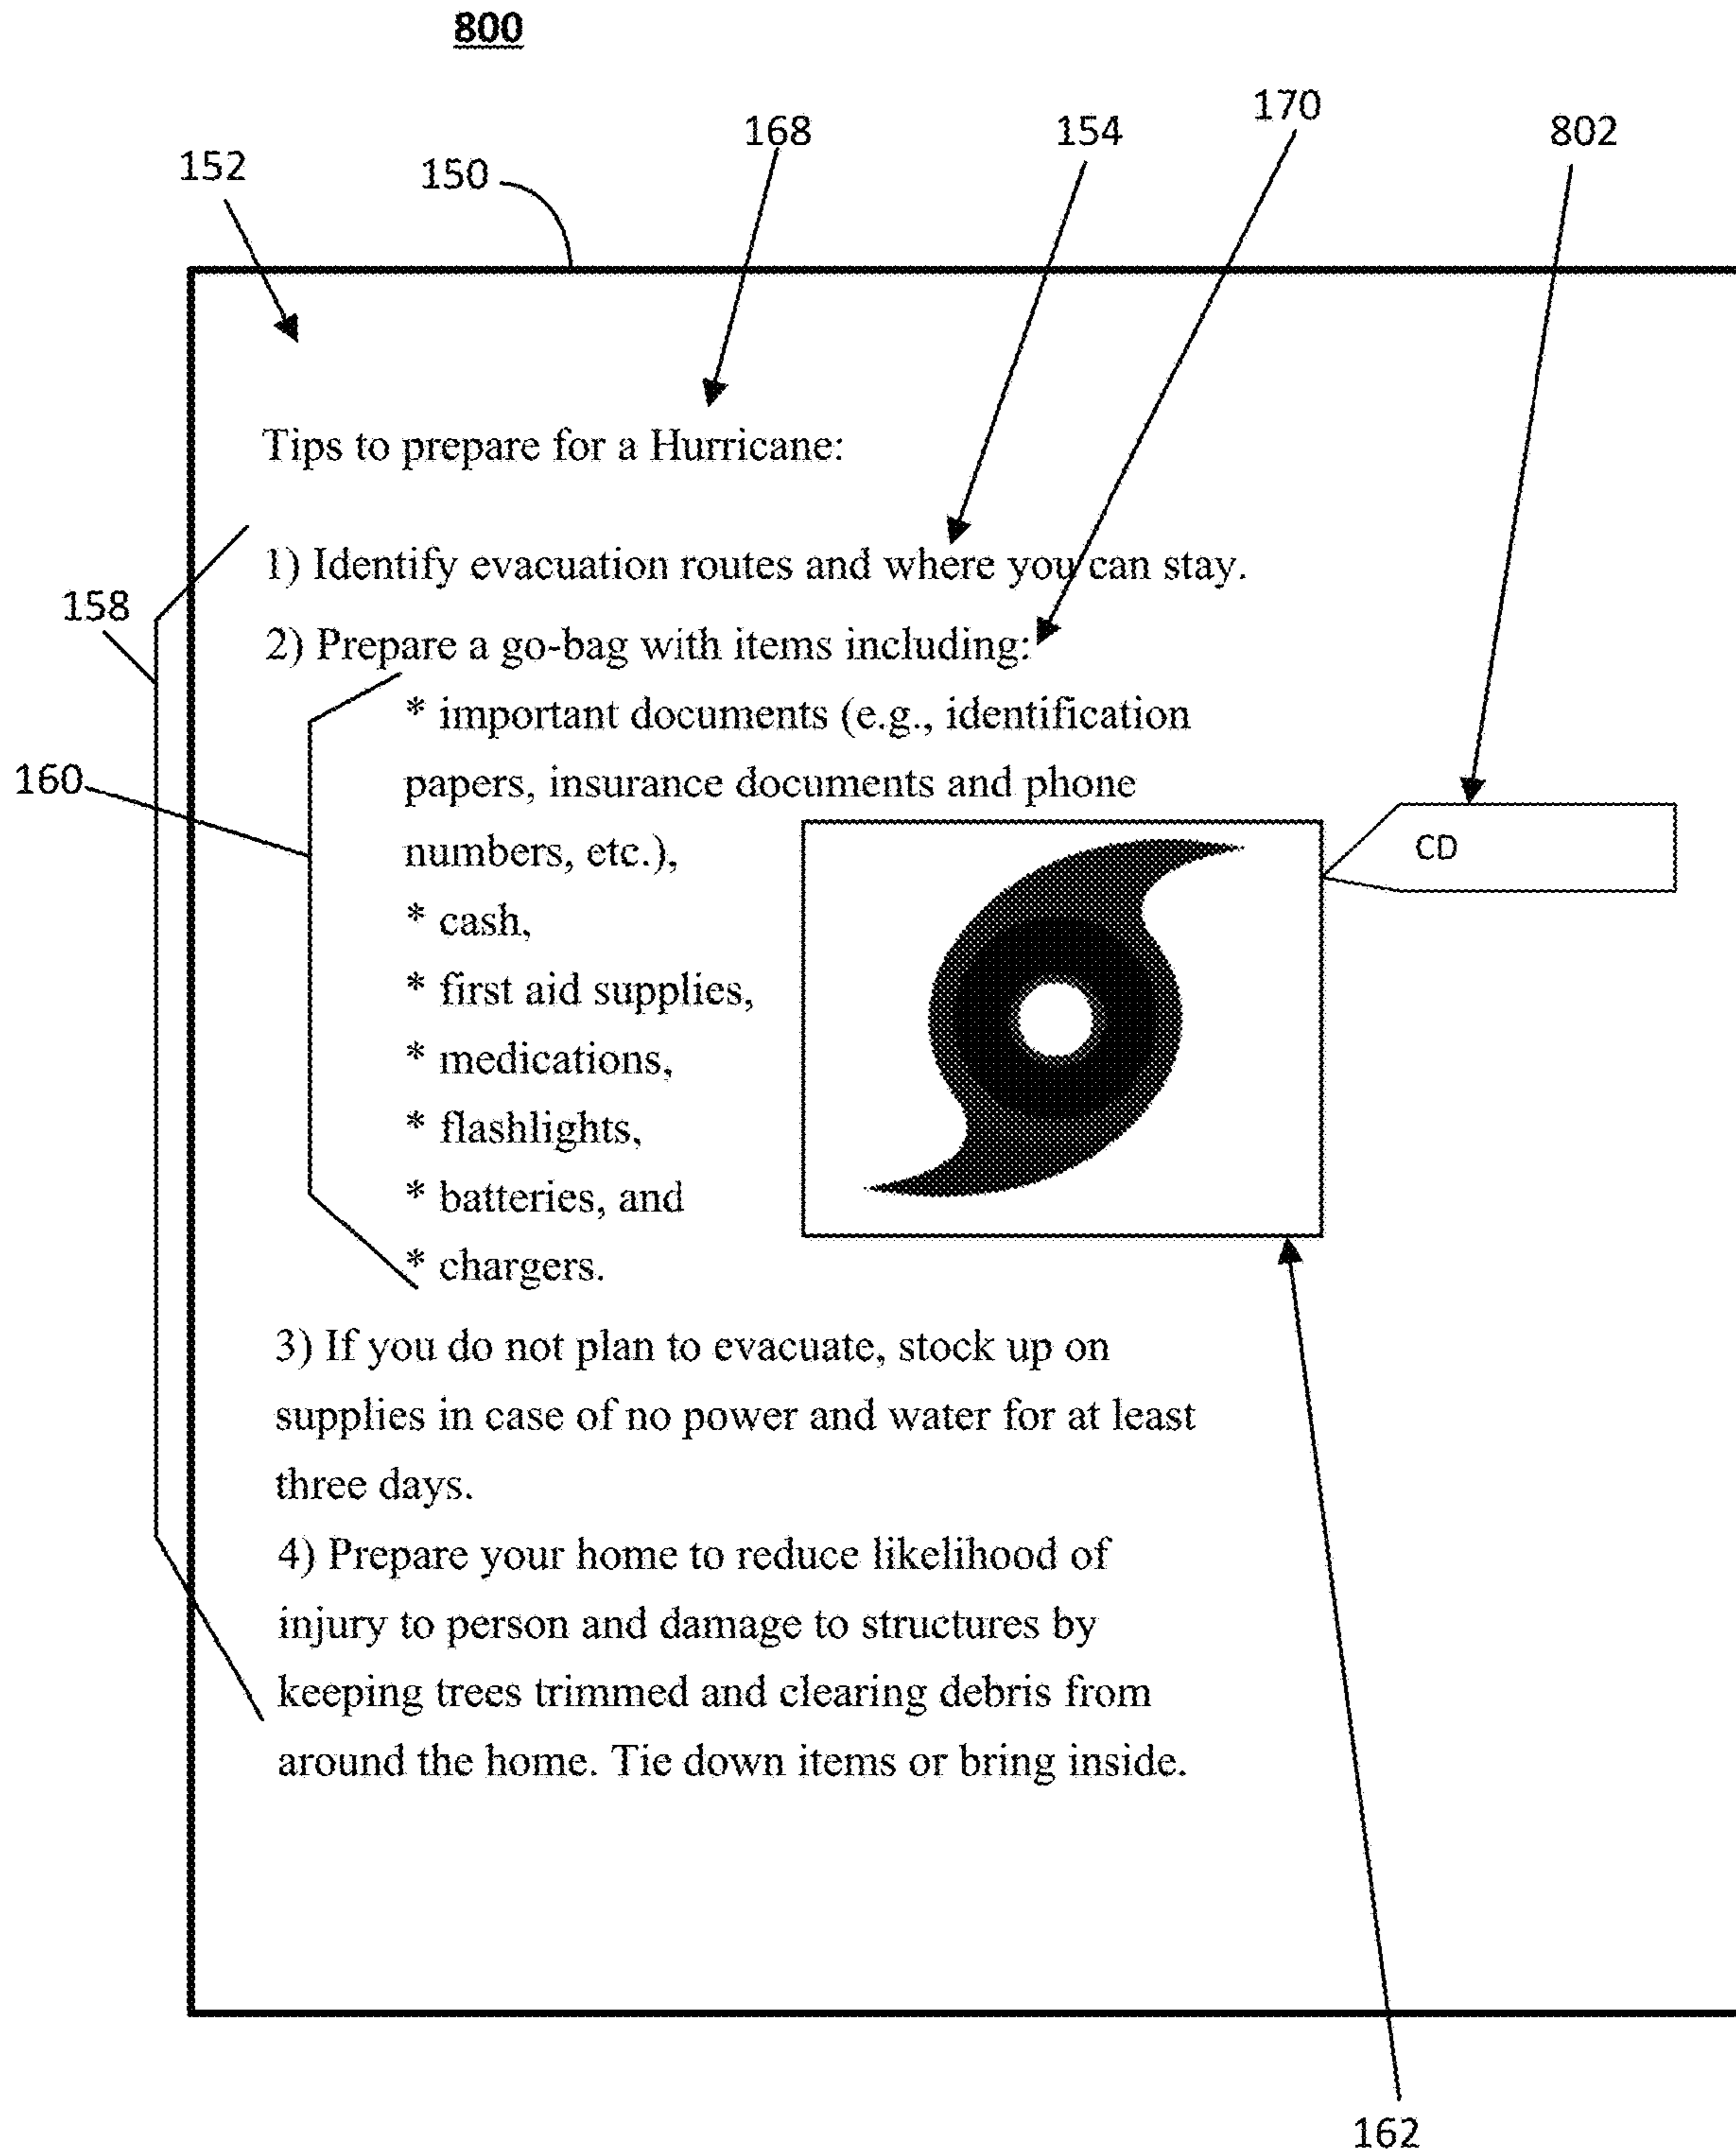 800
168
154
170
802
152
150
Tips to prepare for a Hurricane:
1) Identify evacuation routes and where you can stay.
158
2) Prepare a go-bag with items including:
* important documents (e.g., identification
160
papers, insurance documents and phone
numbers, etc.),
CD
* cash,
* first aid supplies,
* medications,
* flashlights,
* batteries, and
* chargers.
3) If you do not plan to evacuate, stock up on
supplies in case of no power and water for at least
three days.
4) Prepare your home to reduce likelihood of
injury to person and damage to structures by
keeping trees trimmed and clearing debris from
around the home. Tie down items or bring inside.
162